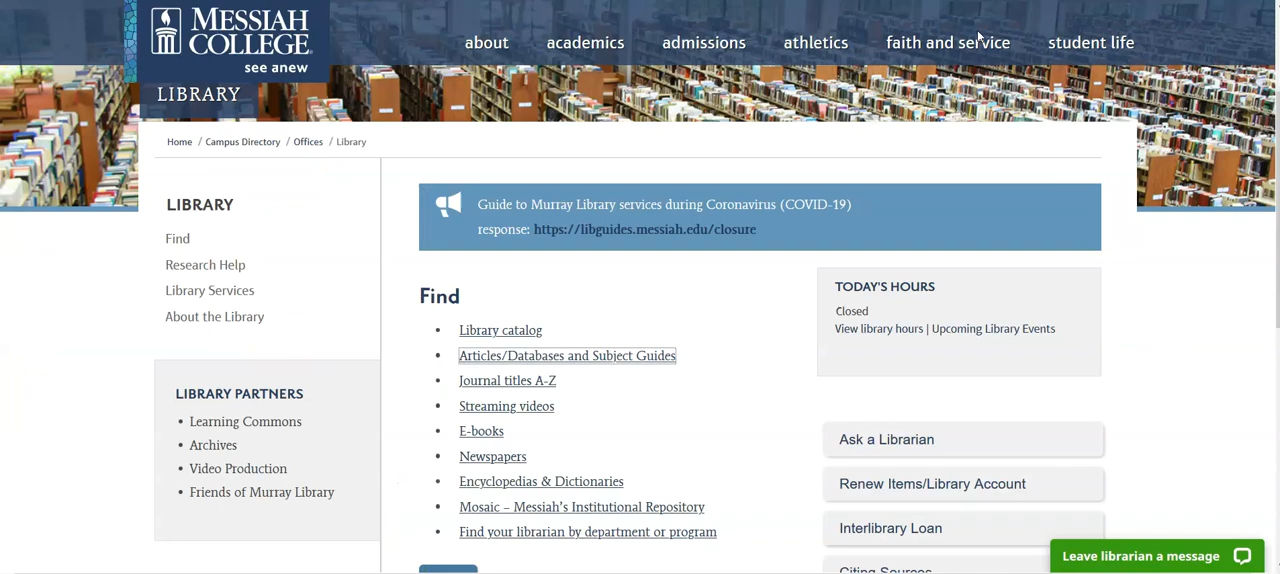 MESSIAH
COLLEGE
see anew
LIBRARY
about academics admissions athletics faith and service student life
Home / Campus Directory / Offices / Library
LIBRARY
Find
Research Help
Library Services
About the Library
LIBRARY PARTNERS
• Learning Commons
• Archives
• Video Production
• Friends of Murray Library
Guide to Murray Library services during Coronavirus (COVID-19)
response: https://libguides.messiah.edu/closure
Find
• Library catalog
• Articles/Databases and Subject Guides
• Journal titles A-Z
• Streaming videos
• E-books
• Newspapers
• Encyclopedias & Dictionaries
• Mosaic – Messiah's Institutional Repository
• Find your librarian by department or program
TODAY'S HOURS
Closed
View library hours | Upcoming Library Events
Ask a Librarian
Renew Items/Library Account
Interlibrary Loan
Citing Sources
Leave librarian a message